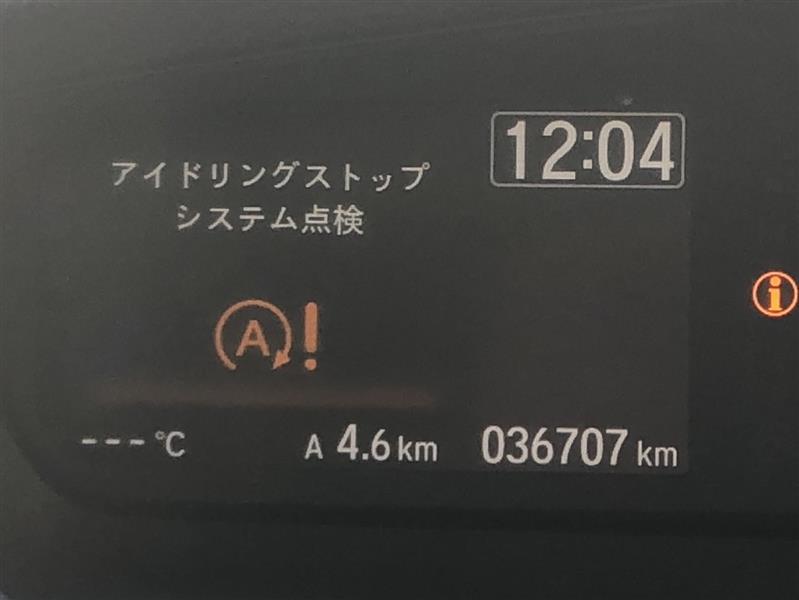 12:04
アイドリングストップ
システム点検
A!
---℃
A 4.6 km
036707 km
i